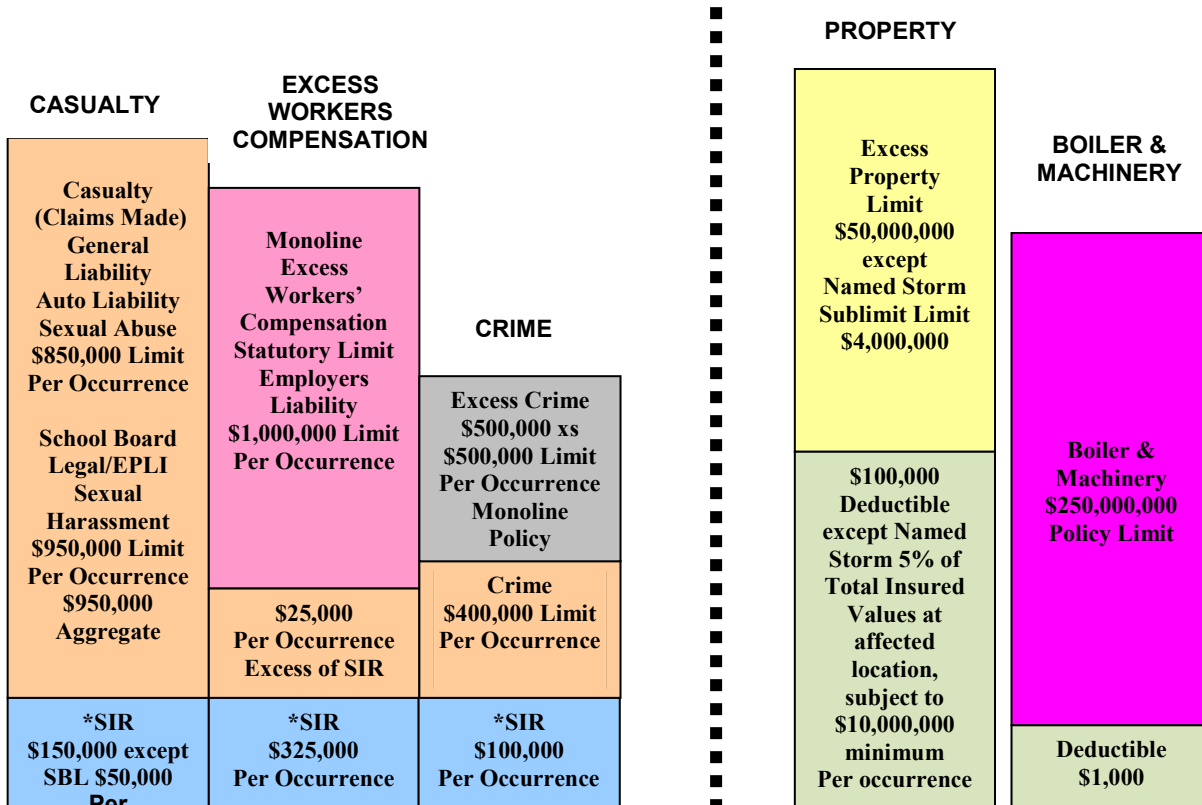 CASUALTY
Casualty
(Claims Made)
General
Liability
Auto Liability
Sexual Abuse
$850,000 Limit
Per Occurrence
School Board
Legal/EPLI
Sexual
Harassment
$950,000 Limit
Per Occurrence
$950,000
Aggregate
*SIR
$150,000 except
SBL $50,000
Per
EXCESS
WORKERS
COMPENSATION
Monoline
Excess
Workers’
Compensation
Statutory Limit
Employers
Liability
$1,000,000 Limit
Per Occurrence
$25,000
Per Occurrence
Excess of SIR
*SIR
$325,000
Per Occurrence
CRIME
Excess Crime
$500,000 xs
$500,000 Limit
Per Occurrence
Monoline
Policy
Crime
$400,000 Limit
Per Occurrence
*SIR
$100,000
Per Occurrence
PROPERTY
Excess
Property
Limit
$50,000,000
except
Named Storm
Sublimit Limit
$4,000,000
$100,000
Deductible
except Named
Storm 5% of
Total Insured
Values at
affected
location,
subject to
$10,000,000
minimum
Per occurrence
BOILER &
MACHINERY
Boiler &
Machinery
$250,000,000
Policy Limit
Deductible
$1,000